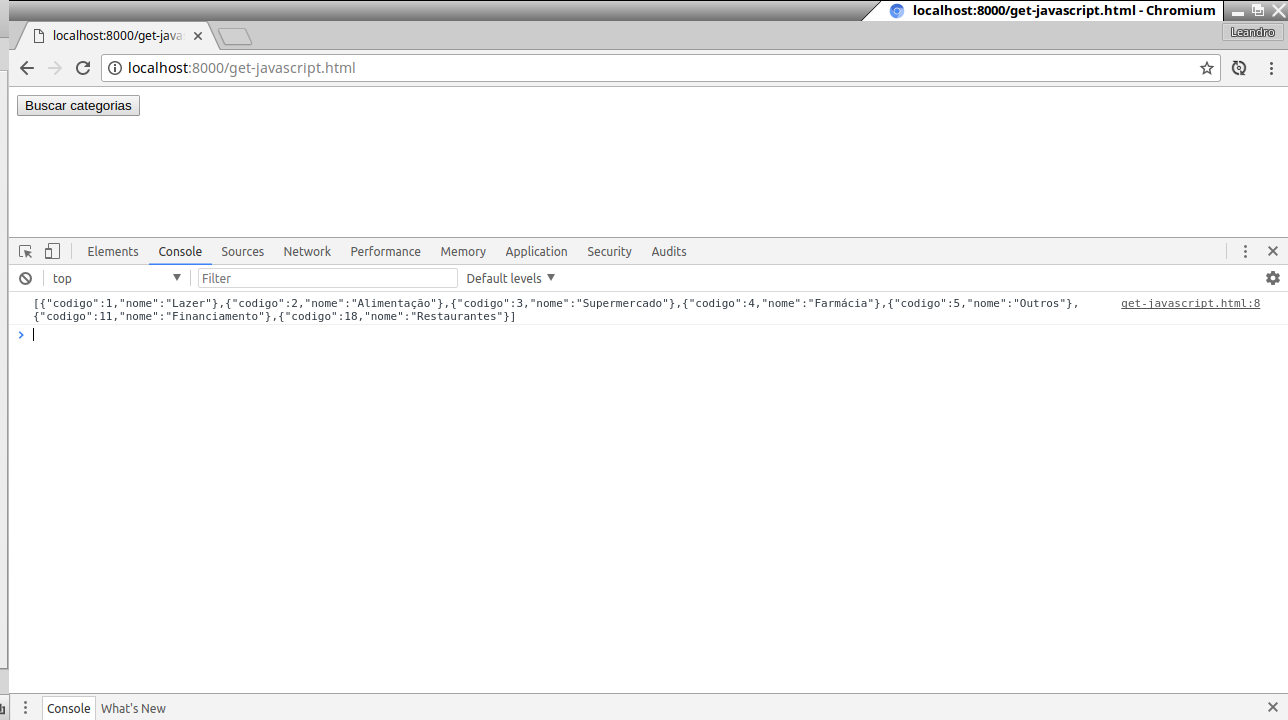 localhost:8000/get-javascript.html - Chromium
localhost:8000/get-javas
Leandro
localhost:8000/get-javascript.html
Buscar categorias
Elements Console Sources Network Performance Memory Application Security Audits
top Filter Default levels
[{"codigo":1,"nome":"Lazer"},{"codigo":2,"nome":"Alimentação"},{"codigo":3,"nome":"Supermercado"},{"codigo":4,"nome":"Farmácia"},{"codigo":5,"nome":"Outros"}, get-javascript.html:8
{"codigo":11,"nome":"Financiamento"},{"codigo":18,"nome":"Restaurantes"}]
Console What's New